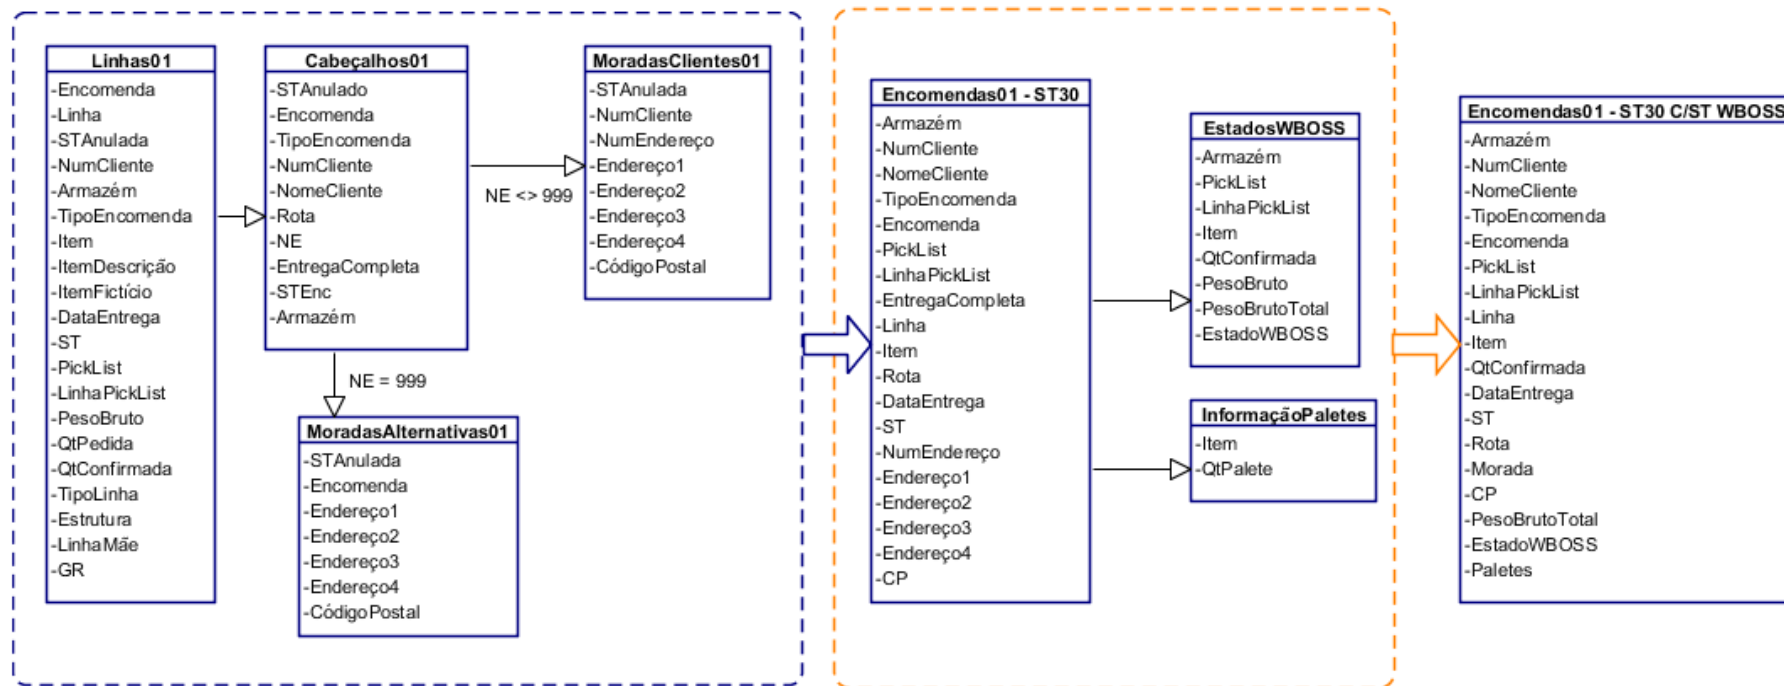 Linhas01
-Encomenda
-Linha
-STAnulada
-NumCliente
-Armazém
-TipoEncomenda
-Item
-ItemDescrição
-ItemFictício
-DataEntrega
-ST
-PickList
-LinhaPickList
-PesoBruto
-QtPedida
-QtConfirmada
-TipoLinha
-Estrutura
-LinhaMãe
-GR
Cabeçalhos01
-STAnulado
-Encomenda
-TipoEncomenda
-NumCliente
-NomeCliente
-Rota
-NE
-EntregaCompleta
-STEnc
-Armazém
NE <> 999
NE = 999
MoradasClientes01
-STAnulada
-NumCliente
-NumEndereço
-Endereço1
-Endereço2
-Endereço3
-Endereço4
-CódigoPostal
MoradasAlternativas01
-STAnulada
-Encomenda
-Endereço1
-Endereço2
-Endereço3
-Endereço4
-CódigoPostal
Encomendas01 - ST30
-Armazém
-NumCliente
-NomeCliente
-TipoEncomenda
-Encomenda
-PickList
-LinhaPickList
-EntregaCompleta
-Linha
-Item
-Rota
-DataEntrega
-ST
-NumEndereço
-Endereço1
-Endereço2
-Endereço3
-Endereço4
-CP
EstadosWBOSS
-Armazém
-PickList
-LinhaPickList
-Item
-QtConfirmada
-PesoBruto
-PesoBrutoTotal
-EstadoWBOSS
InformaçãoPaletes
-Item
-QtPalete
Encomendas01 - ST30 C/ST WBOSS
-Armazém
-NumCliente
-NomeCliente
-TipoEncomenda
-Encomenda
-PickList
-LinhaPickList
-Linha
-Item
-QtConfirmada
-DataEntrega
-ST
-Rota
-Morada
-CP
-PesoBrutoTotal
-EstadoWBOSS
-Paletes